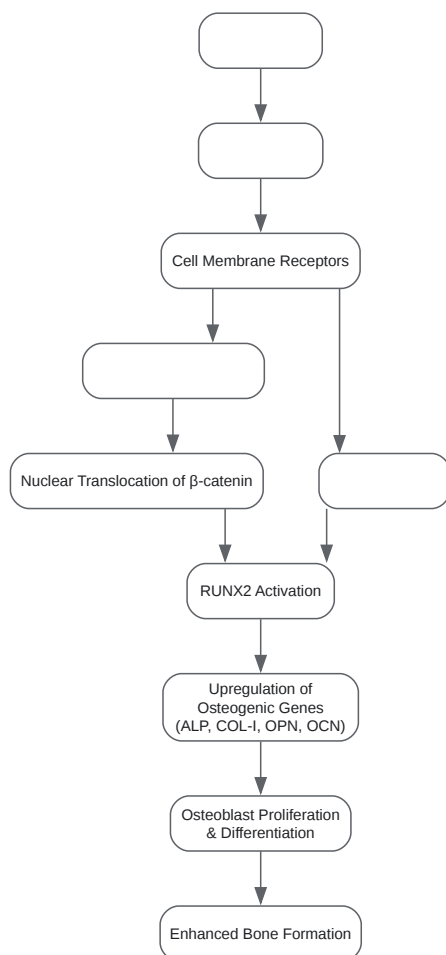 Cell Membrane Receptors
Nuclear Translocation of β-catenin
RUNX2 Activation
Upregulation of
Osteogenic Genes
(ALP, COL-I, OPN, OCN)
Osteoblast Proliferation
& Differentiation
Enhanced Bone Formation